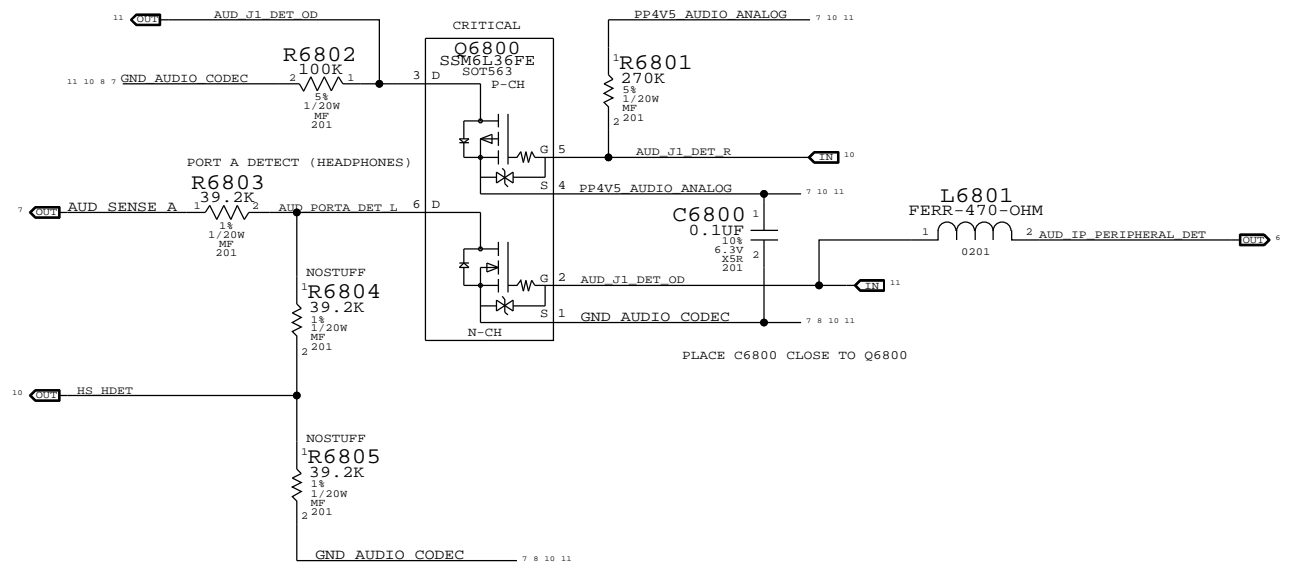 11 OUT AUD_J1_DET_OD
PP4V5_AUDIO_ANALOG 7 10 11
CRITICAL
Q6800
SSM6L36FE
SOT563
P-CH
R6802
100K
11 10 8 7 GND_AUDIO_CODEC 2 1 3 D
5%
1/20W
MF
201
1 R6801
270K
5%
1/20W
MF
2 201
G 5 AUD_J1_DET_R IN 10
PORT A DETECT (HEADPHONES)
S 4 PP4V5_AUDIO_ANALOG 7 10 11
R6803
39.2K
7 OUT AUD_SENSE_A 1 2 AUD_PORTA_DET_L 6 D
1%
1/20W
MF
201
C6800 1
0.1UF
10%
6.3V
X5R
201 2
L6801
FERR-470-OHM
1 2 AUD_IP_PERIPHERAL_DET OUT 6
0201
NOSTUFF
1 R6804
39.2K
1%
1/20W
MF
2 201
G 2 AUD_J1_DET_OD IN 11
S 1 GND_AUDIO_CODEC 7 8 10 11
N-CH
PLACE C6800 CLOSE TO Q6800
10 OUT HS_HDET
NOSTUFF
1 R6805
39.2K
1%
1/20W
MF
2 201
GND_AUDIO_CODEC 7 8 10 11